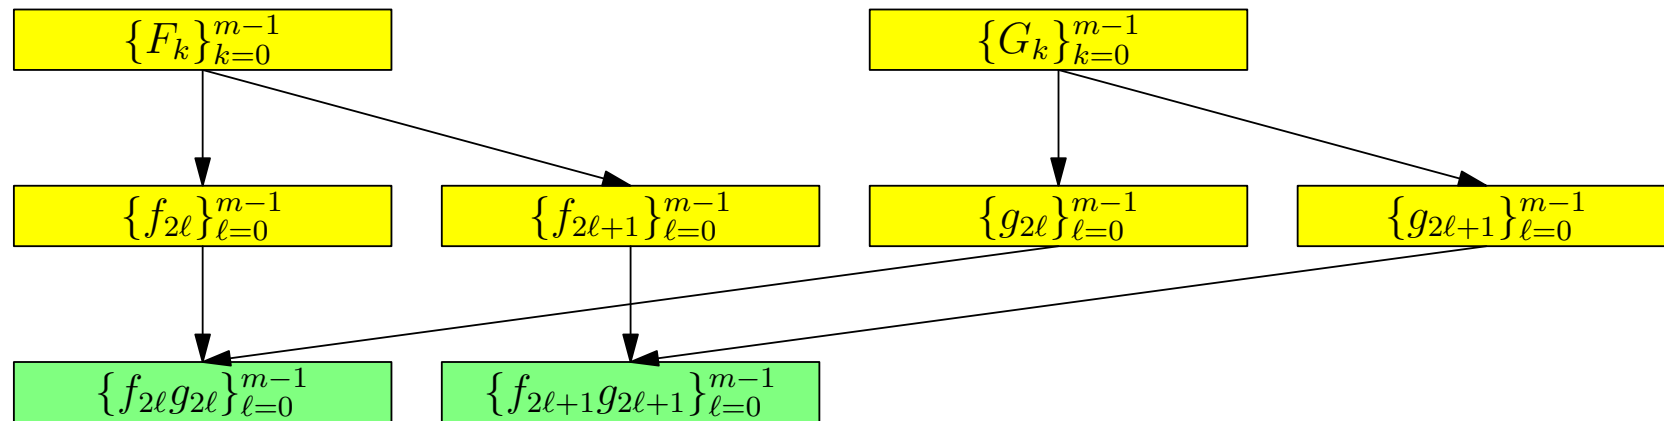 {F_k}_{k=0}^{m-1} {G_k}_{k=0}^{m-1}
{f_{2ℓ}}_{ℓ=0}^{m-1} {f_{2ℓ+1}}_{ℓ=0}^{m-1} {g_{2ℓ}}_{ℓ=0}^{m-1} {g_{2ℓ+1}}_{ℓ=0}^{m-1}
{f_{2ℓ}g_{2ℓ}}_{ℓ=0}^{m-1} {f_{2ℓ+1}g_{2ℓ+1}}_{ℓ=0}^{m-1}